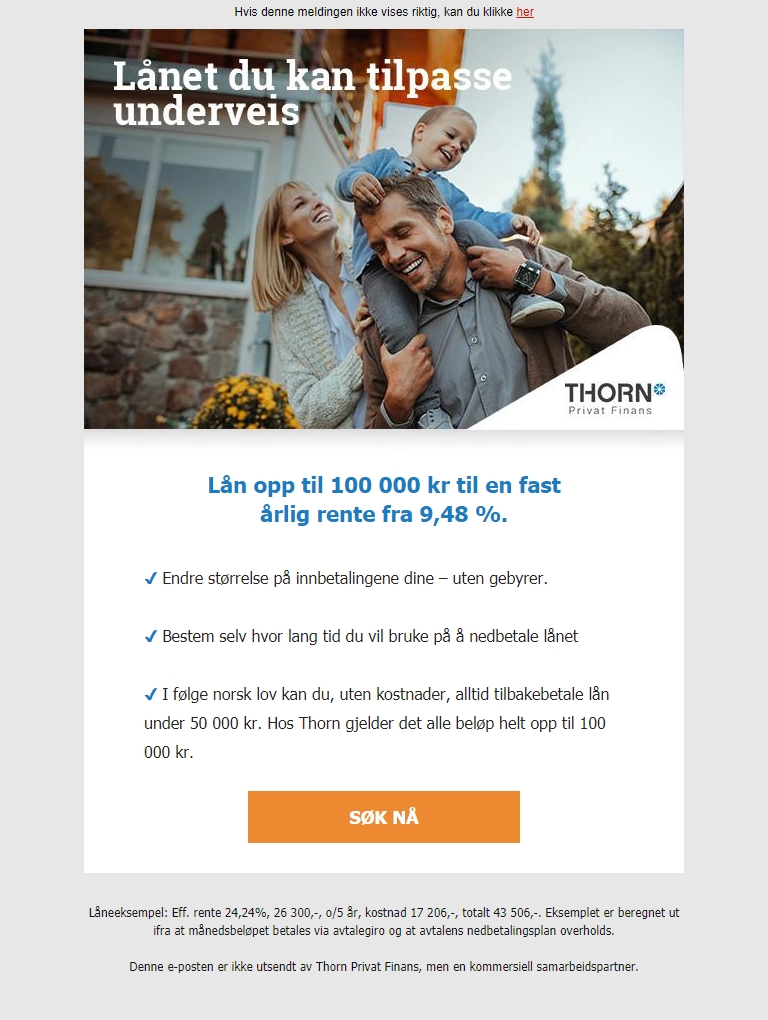 Hvis denne meldingen ikke vises riktig, kan du klikke her
Lånet du kan tilpasse
underveis
THORN
Privat Finans
Lån opp til 100 000 kr til en fast
årlig rente fra 9,48 %.
✔ Endre størrelse på innbetalingene dine – uten gebyrer.
✔ Bestem selv hvor lang tid du vil bruke på å nedbetale lånet
✔ I følge norsk lov kan du, uten kostnader, alltid tilbakebetale lån
under 50 000 kr. Hos Thorn gjelder det alle beløp helt opp til 100
000 kr.
SØK NÅ
Låneeksempel: Eff. rente 24,24%, 26 300,-, o/5 år, kostnad 17 206,-, totalt 43 506,-. Eksemplet er beregnet ut
ifra at månedsbeløpet betales via avtalegiro og at avtalens nedbetalingsplan overholds.
Denne e-posten er ikke utsendt av Thorn Privat Finans, men en kommersiell samarbeidspartner.